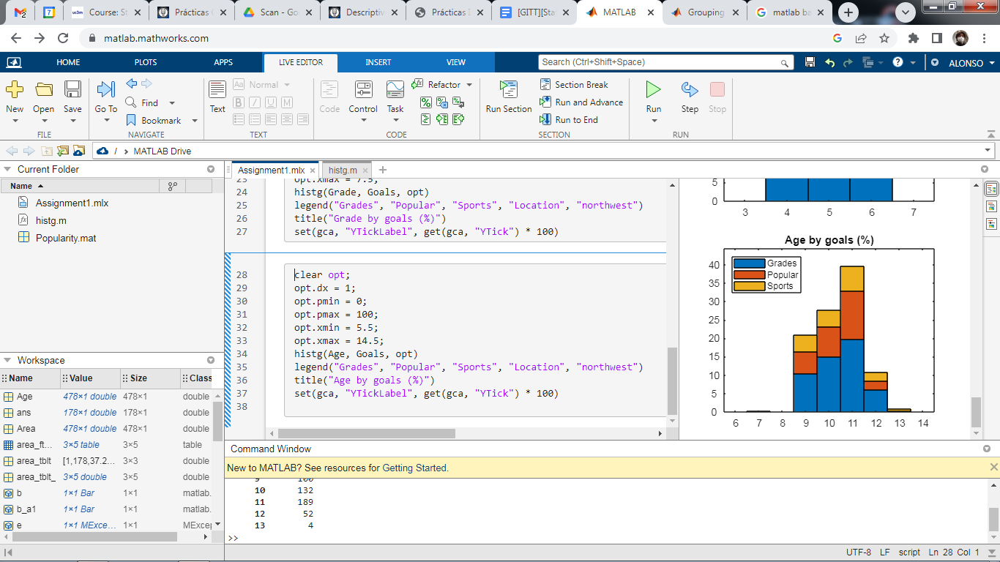 2
7
Course: St
Prácticas (
Scan - Goo
Descriptiv
Prácticas I
[GITT][Sta
MATLAB
Grouping
matlab ba
matlab.mathworks.com
HOME
PLOTS
APPS
LIVE EDITOR
INSERT
VIEW
Search (Ctrl+Shift+Space)
ALONSO
New
Open
Save
Go To
Find
Bookmark
Text
Aa Normal
B I U M
Code
Control
Task
Refactor
Run Section
Section Break
Run and Advance
Run to End
Run
Step
Stop
FILE
NAVIGATE
TEXT
CODE
SECTION
RUN
/ MATLAB Drive
Current Folder
Name
Assignment1.mlx
histg.m
Popularity.mat
Workspace
Name Value Size Class
Age 478×1 double 478×1 double
ans 178×1 double 178×1 double
Area 478×1 double 478×1 double
area_ft... 3×5 table 3×5 table
area_tblt [1,178,37.2... 3×3 double
area_tblt_ 3×5 double 3×5 double
b 1×1 Bar 1×1 matlab.
b_a1 1×1 Bar 1×1 matlab.
e 1×1 MExce... 1×1 MExcep
Assignment1.mlx
histg.m
23 opt.xmax = 7.5;
24 histg(Grade, Goals, opt)
25 legend("Grades", "Popular", "Sports", "Location", "northwest")
26 title("Grade by goals (%)")
27 set(gca, "YTickLabel", get(gca, "YTick") * 100)
28 clear opt;
29 opt.dx = 1;
30 opt.pmin = 0;
31 opt.pmax = 100;
32 opt.xmin = 5.5;
33 opt.xmax = 14.5;
34 histg(Age, Goals, opt)
35 legend("Grades", "Popular", "Sports", "Location", "northwest")
36 title("Age by goals (%)")
37 set(gca, "YTickLabel", get(gca, "YTick") * 100)
38
5
0
3 4 5 6 7
Age by goals (%)
Grades
Popular
Sports
40
35
30
25
20
15
10
5
0
6 7 8 9 10 11 12 13 14
Command Window
New to MATLAB? See resources for Getting Started.
10 132
11 189
12 52
13 4
>>
UTF-8 LF script Ln 28 Col 1